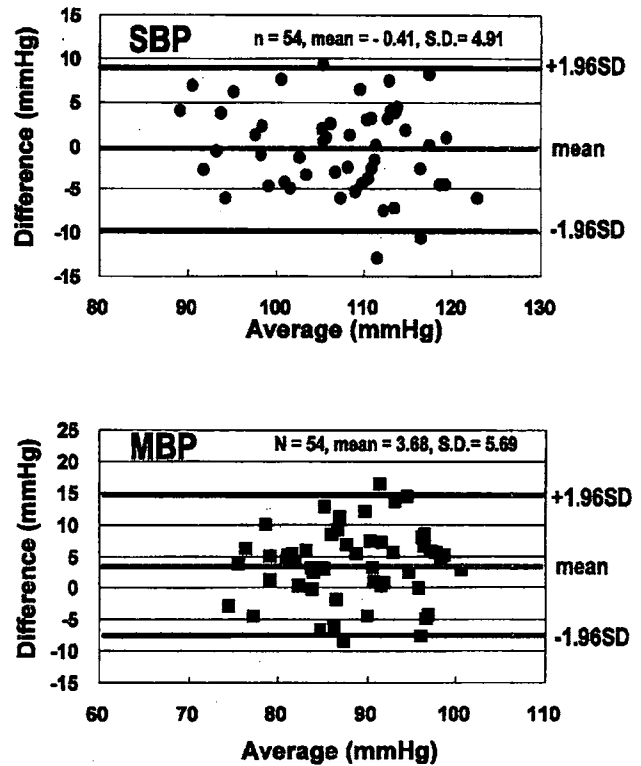 SBP n = 54, mean = - 0.41, S.D.= 4.91
15
10
5
0
-5
-10
-15
Difference (mmHg)
+1.96SD
mean
-1.96SD
80 90 100 110 120 130
Average (mmHg)
MBP N = 54, mean = 3.68, S.D.= 5.69
25
20
15
10
5
0
-5
-10
-15
Difference (mmHg)
+1.96SD
mean
-1.96SD
60 70 80 90 100 110
Average (mmHg)